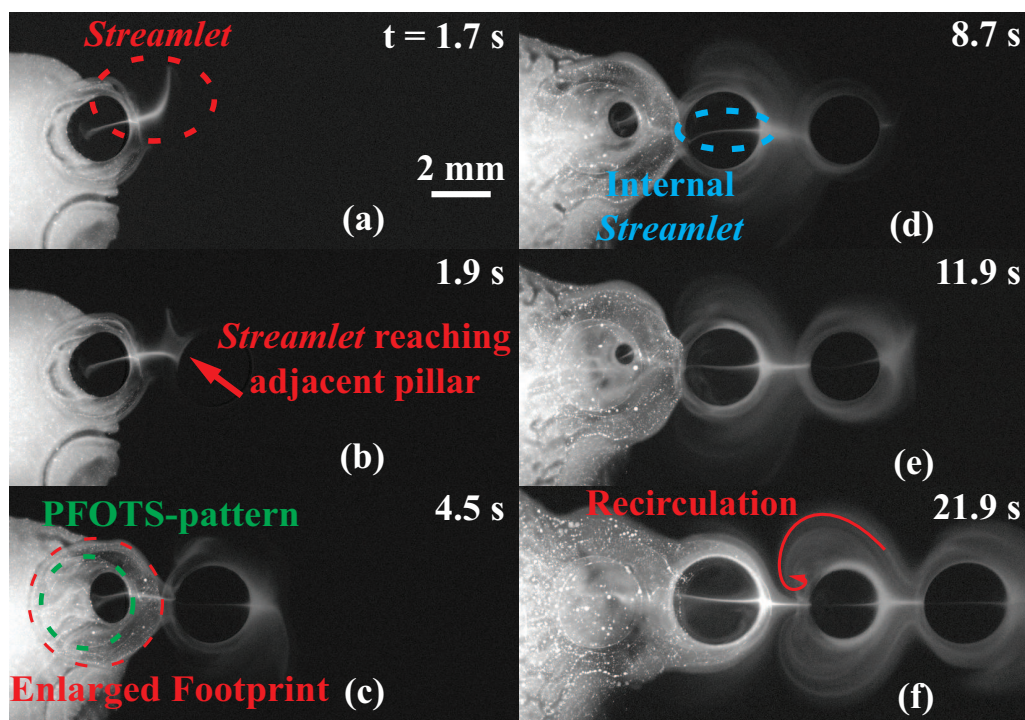 Streamlet
t = 1.7 s
2 mm
(a)
1.9 s
Streamlet reaching
adjacent pillar
(b)
PFOTS-pattern
4.5 s
Enlarged Footprint
(c)
8.7 s
Internal
Streamlet
(d)
11.9 s
(e)
Recirculation
21.9 s
(f)